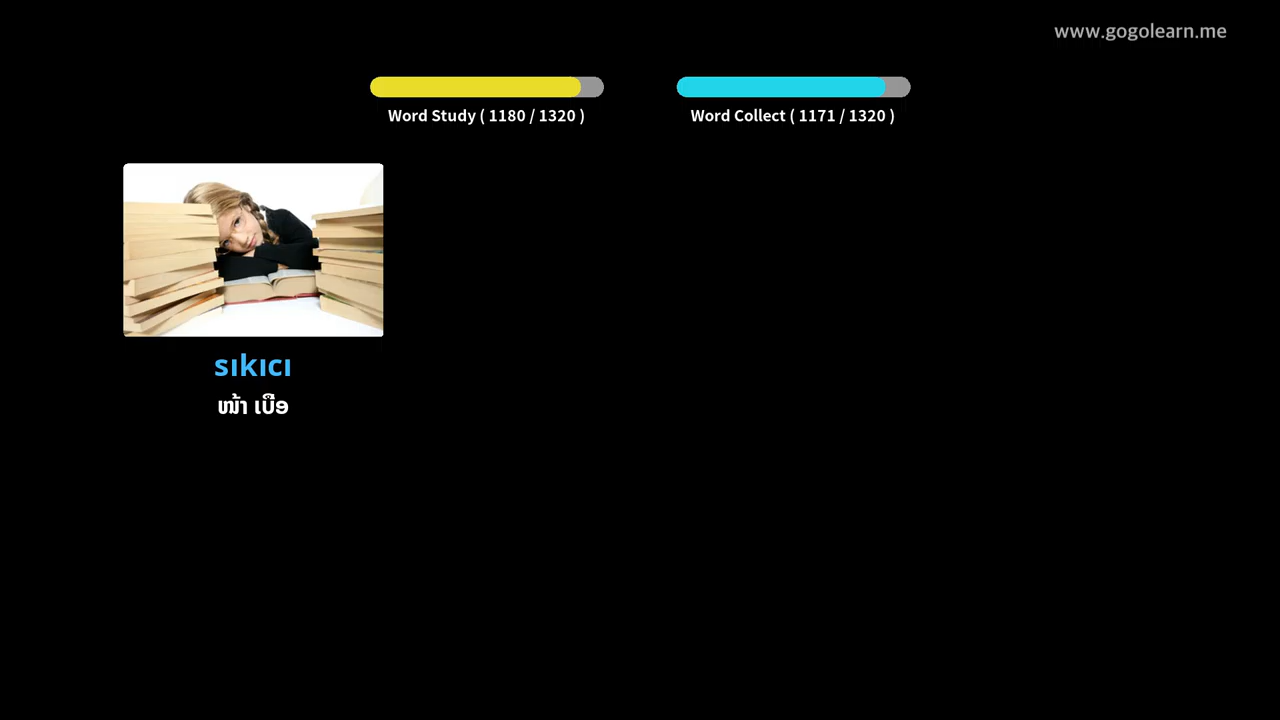 www.gogolearn.me
Word Study ( 1180 / 1320 )
Word Collect ( 1171 / 1320 )
sıkıcı
ໜ້າ ເບື່ອ